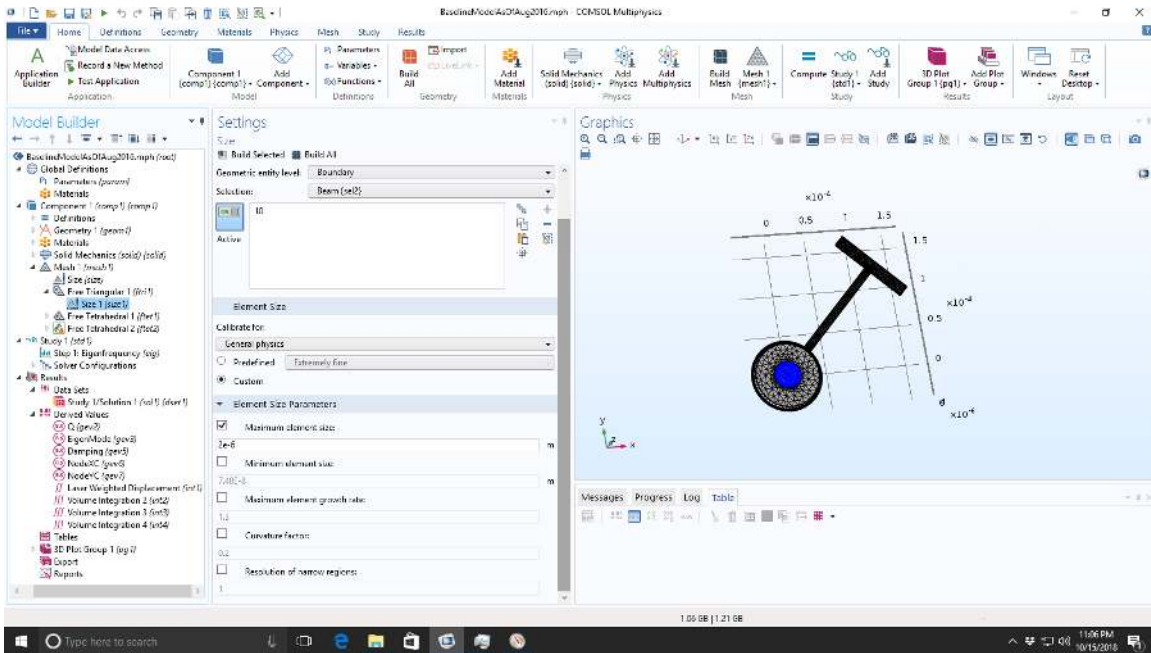 BaselineModelAsOfAug2016.mph - COMSOL Multiphysics
File Home Definitions Geometry Materials Physics Mesh Study Results
Application Builder
Model Data Access
Record a New Method
Test Application
Application
Component 1 (comp1) (comp1)
Add Component
Model
Pi Parameters
a= Variables
f(x) Functions
Definitions
Build All
Import
Geometry
Add Material
Materials
Solid Mechanics (solid) (solid)
Add Physics
Add Multiphysics
Physics
Build Mesh
Mesh 1 (mesh1)
Mesh
Compute
Study 1 (std1)
Add Study
Study
3D Plot Group 1 (pg1)
Add Plot Group
Results
Windows
Reset Desktop
Layout
Model Builder
BaselineModelAsOfAug2016.mph (root)
Global Definitions
Pi Parameters (param)
Materials
Component 1 (comp1) (comp1)
Definitions
Geometry 1 (geom1)
Materials
Solid Mechanics (solid) (solid)
Mesh 1 (mesh1)
Size (size)
Free Triangular 1 (ftri1)
Size 1 (size1)
Free Tetrahedral 1 (ftet1)
Free Tetrahedral 2 (ftet2)
Study 1 (std1)
Step 1: Eigenfrequency (eig)
Solver Configurations
Results
Data Sets
Study 1/Solution 1 (sol1) (dset1)
Derived Values
Q (gev2)
EigenMode (gev3)
Damping (gev5)
NodeXC (gev6)
NodeYC (gev7)
Laser Weighted Displacement (int1)
Volume Integration 2 (int2)
Volume Integration 3 (int3)
Volume Integration 4 (int4)
Tables
3D Plot Group 1 (pg1)
Export
Reports
Settings
Size
Build Selected Build All
Geometric entity level: Boundary
Selection: Beam (sel2)
10
Active
Element Size
Calibrate for:
General physics
Predefined Extremely fine
Custom
Element Size Parameters
Maximum element size:
2e-6 m
Minimum element size:
m
Maximum element growth rate:
1.3
Curvature factor:
0.2
Resolution of narrow regions:
1
Graphics
×10⁻⁴
0 0.5 1 1.5
1.5
1
×10⁻⁴
0.5
0
×10⁻⁶
y
z x
Messages Progress Log Table
1.06 GB | 1.21 GB
Type here to search
11:06 PM
10/15/2018